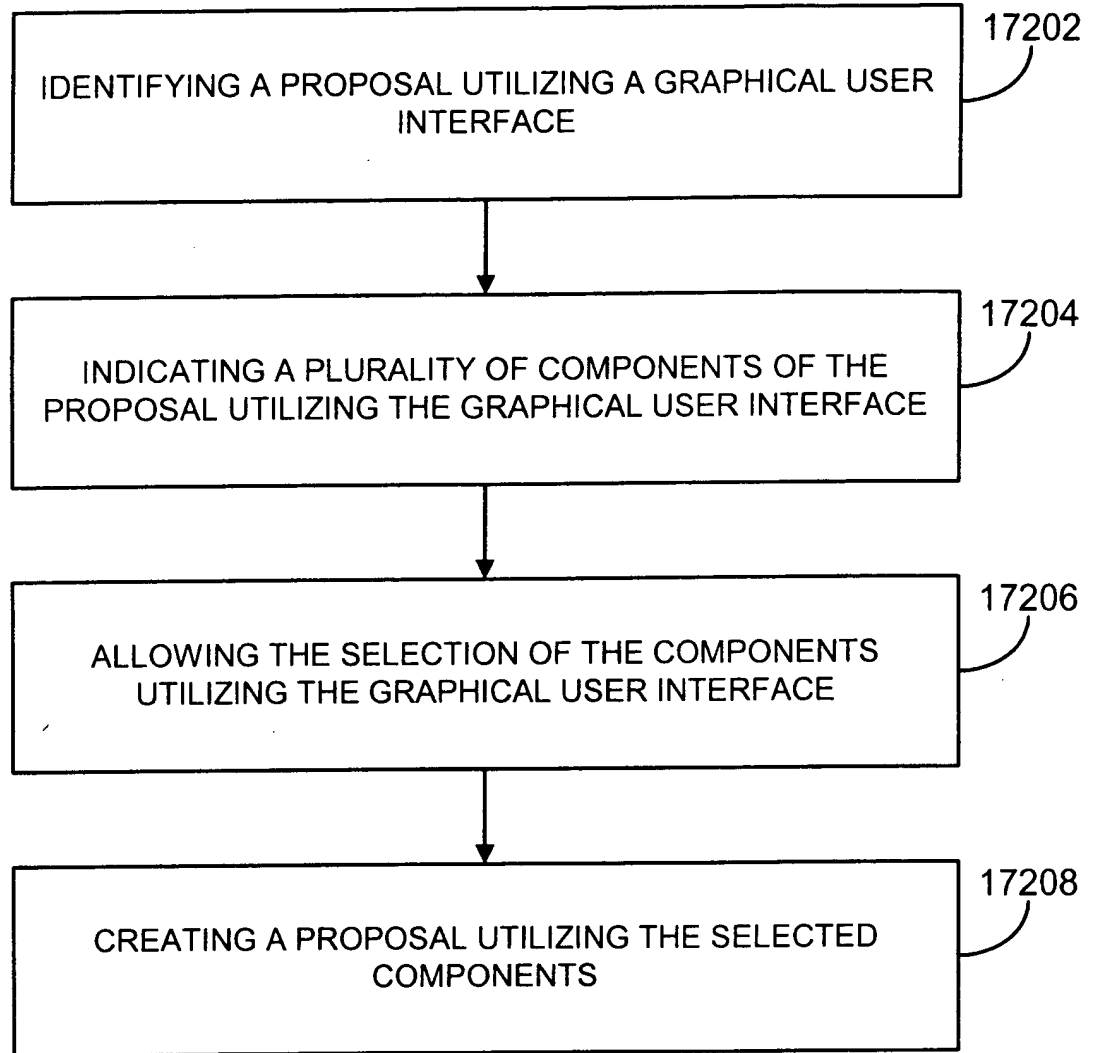 17202
IDENTIFYING A PROPOSAL UTILIZING A GRAPHICAL USER
INTERFACE
17204
INDICATING A PLURALITY OF COMPONENTS OF THE
PROPOSAL UTILIZING THE GRAPHICAL USER INTERFACE
17206
ALLOWING THE SELECTION OF THE COMPONENTS
UTILIZING THE GRAPHICAL USER INTERFACE
17208
CREATING A PROPOSAL UTILIZING THE SELECTED
COMPONENTS